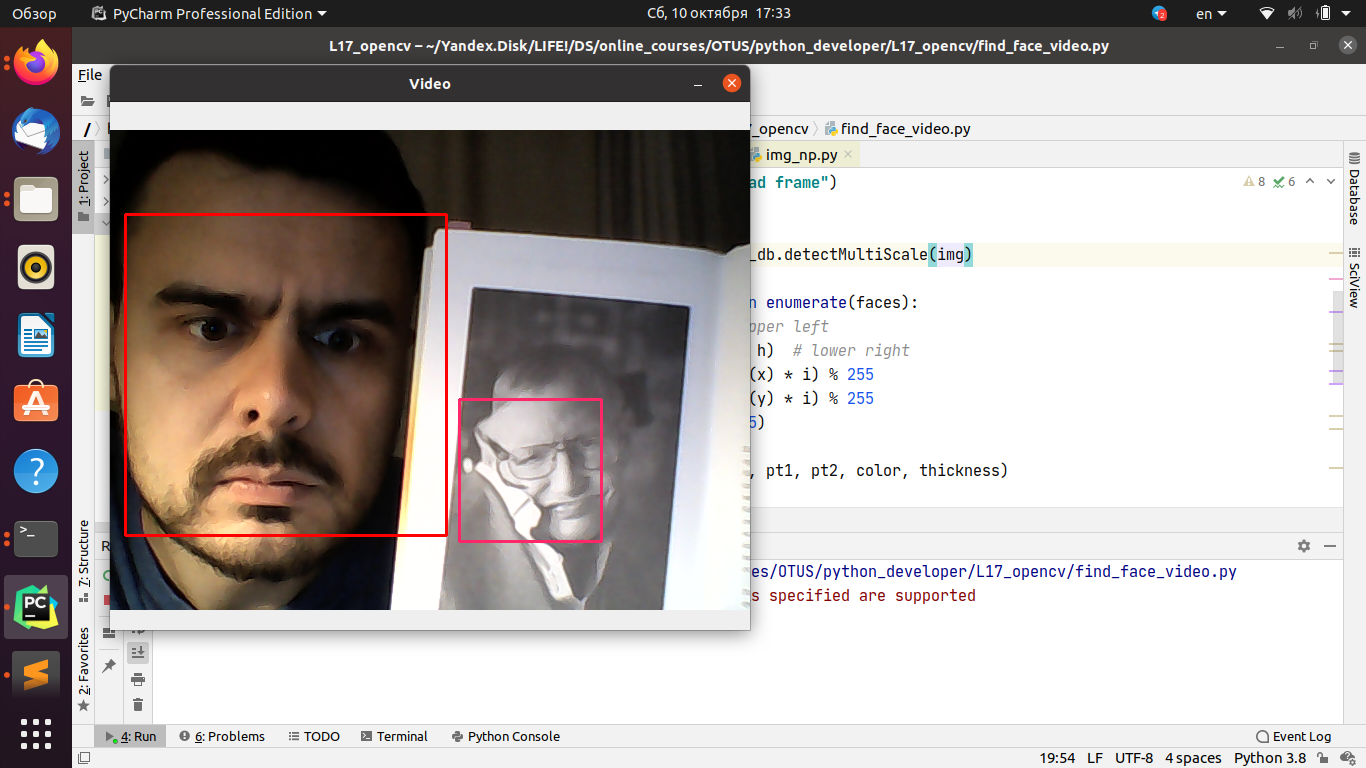 Обзор
PyCharm Professional Edition
Сб, 10 октября 17:33
2
en
L17_opencv – ~/Yandex.Disk/LIFE!/DS/online_courses/OTUS/python_developer/L17_opencv/find_face_video.py
File
Video
/
_opencv
find_face_video.py
img_np.py
ad frame")
8
6
_db.detectMultiScale(img)
n enumerate(faces):
pper left
h) # lower right
(x) * i) % 255
(y) * i) % 255
5)
, pt1, pt2, color, thickness)
1: Project
7: Structure
2: Favorites
Database
SciView
R
es/OTUS/python_developer/L17_opencv/find_face_video.py
s specified are supported
4: Run
6: Problems
TODO
Terminal
Python Console
Event Log
19:54
LF
UTF-8
4 spaces
Python 3.8
PC
>_
?